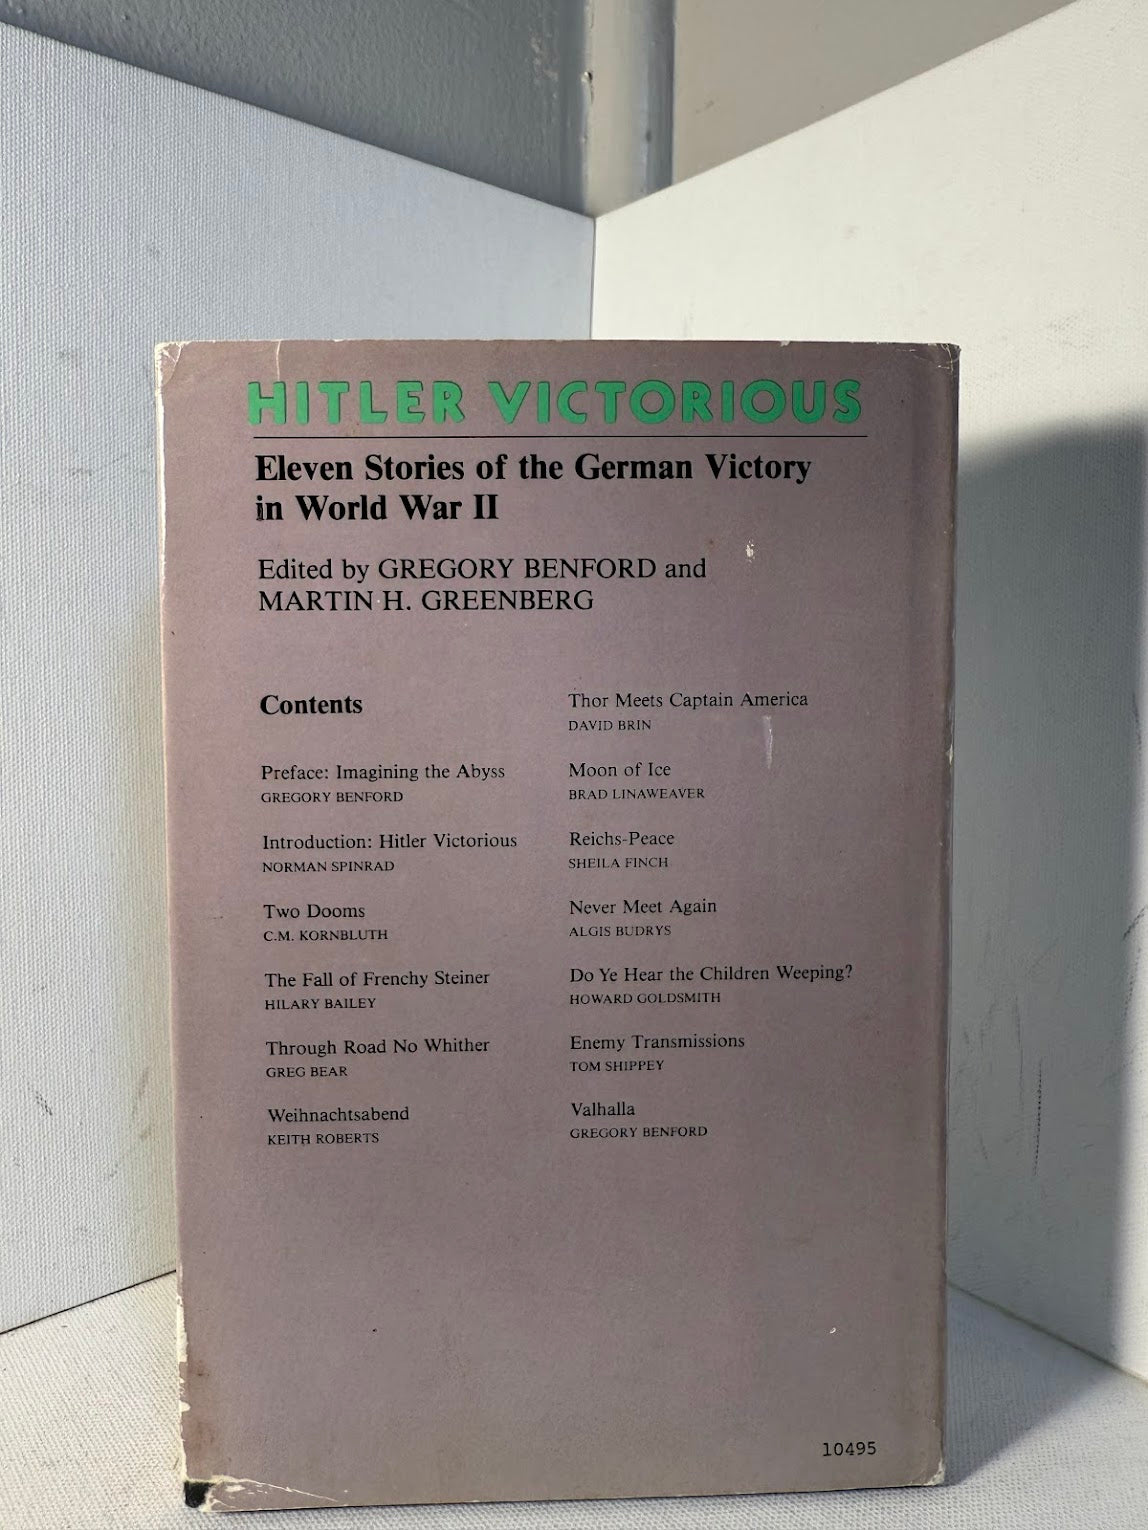 HITLER VICTORIOUS
Eleven Stories of the German Victory
in World War II
Edited by GREGORY BENFORD and
MARTIN H. GREENBERG
Contents
Preface: Imagining the Abyss
GREGORY BENFORD
Introduction: Hitler Victorious
NORMAN SPINRAD
Two Dooms
C.M. KORNBLUTH
The Fall of Frenchy Steiner
HILARY BAILEY
Through Road No Whither
GREG BEAR
Weihnachtsabend
KEITH ROBERTS
Thor Meets Captain America
DAVID BRIN
Moon of Ice
BRAD LINAWEAVER
Reichs-Peace
SHEILA FINCH
Never Meet Again
ALGIS BUDRYS
Do Ye Hear the Children Weeping?
HOWARD GOLDSMITH
Enemy Transmissions
TOM SHIPPEY
Valhalla
GREGORY BENFORD
10495